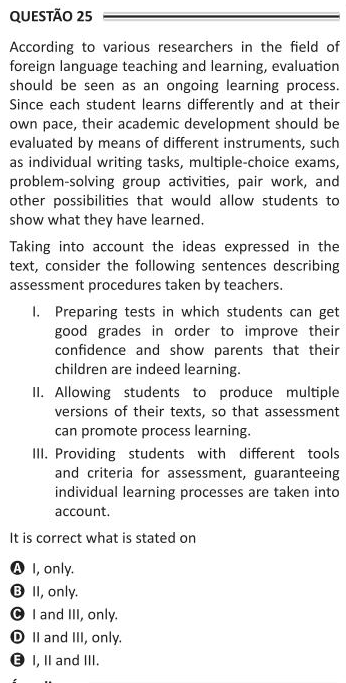 QUESTÃO 25
According to various researchers in the field of
foreign language teaching and learning, evaluation
should be seen as an ongoing learning process.
Since each student learns differently and at their
own pace, their academic development should be
evaluated by means of different instruments, such
as individual writing tasks, multiple-choice exams,
problem-solving group activities, pair work, and
other possibilities that would allow students to
show what they have learned.
Taking into account the ideas expressed in the
text, consider the following sentences describing
assessment procedures taken by teachers.
I. Preparing tests in which students can get
good grades in order to improve their
confidence and show parents that their
children are indeed learning.
II. Allowing students to produce multiple
versions of their texts, so that assessment
can promote process learning.
III. Providing students with different tools
and criteria for assessment, guaranteeing
individual learning processes are taken into
account.
It is correct what is stated on
A I, only.
B II, only.
C I and III, only.
D II and III, only.
E I, II and III.